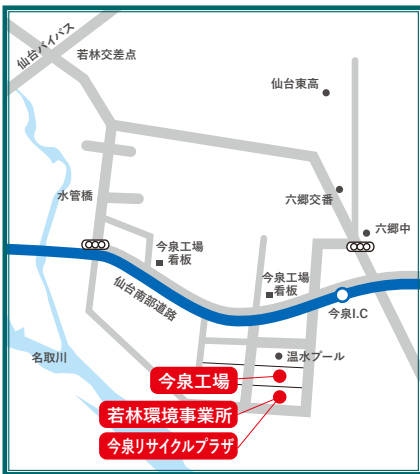 仙台バイパス
若林交差点
仙台東高
水管橋
六郷交番
六郷中
今泉工場
看板
今泉工場
看板
仙台南部道路
今泉I.C
名取川
温水プール
今泉工場
若林環境事業所
今泉リサイクルプラザ